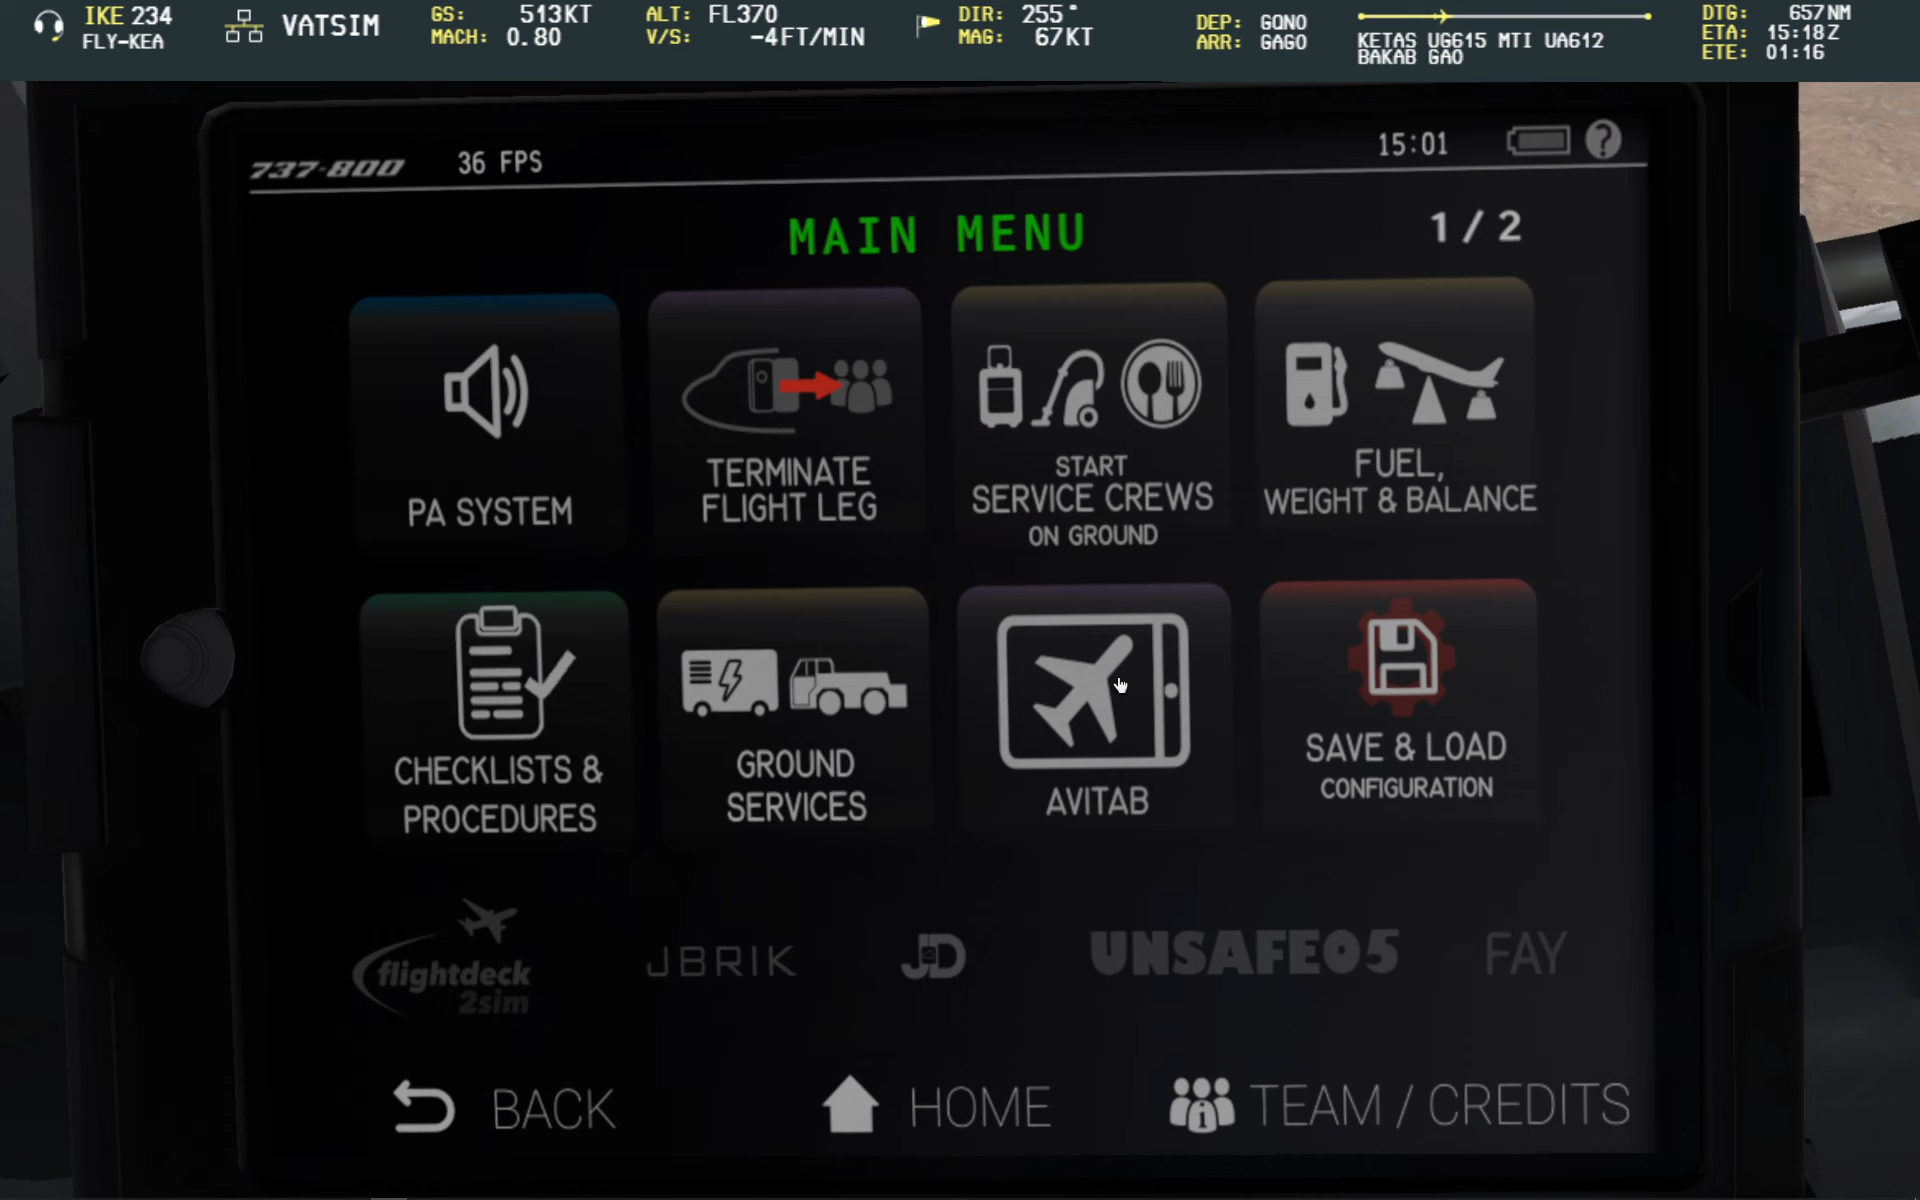 IKE 234
FLY-KEA
VATSIM
GS: 513KT
MACH: 0.80
ALT: FL370
V/S: -4FT/MIN
DIR: 255°
MAG: 67KT
DEP: GQNO
ARR: GAGO
KETAS UG615 MTI UA612
BAKAB GAO
DTG: 657NM
ETA: 15:18Z
ETE: 01:16
737-800
36 FPS
15:01
?
MAIN MENU
1/2
PA SYSTEM
TERMINATE
FLIGHT LEG
START
SERVICE CREWS
ON GROUND
FUEL,
WEIGHT & BALANCE
CHECKLISTS &
PROCEDURES
GROUND
SERVICES
AVITAB
SAVE & LOAD
CONFIGURATION
flightdeck
2sim
JBRIK
JD
UNSAFE05
FAY
BACK
HOME
TEAM / CREDITS